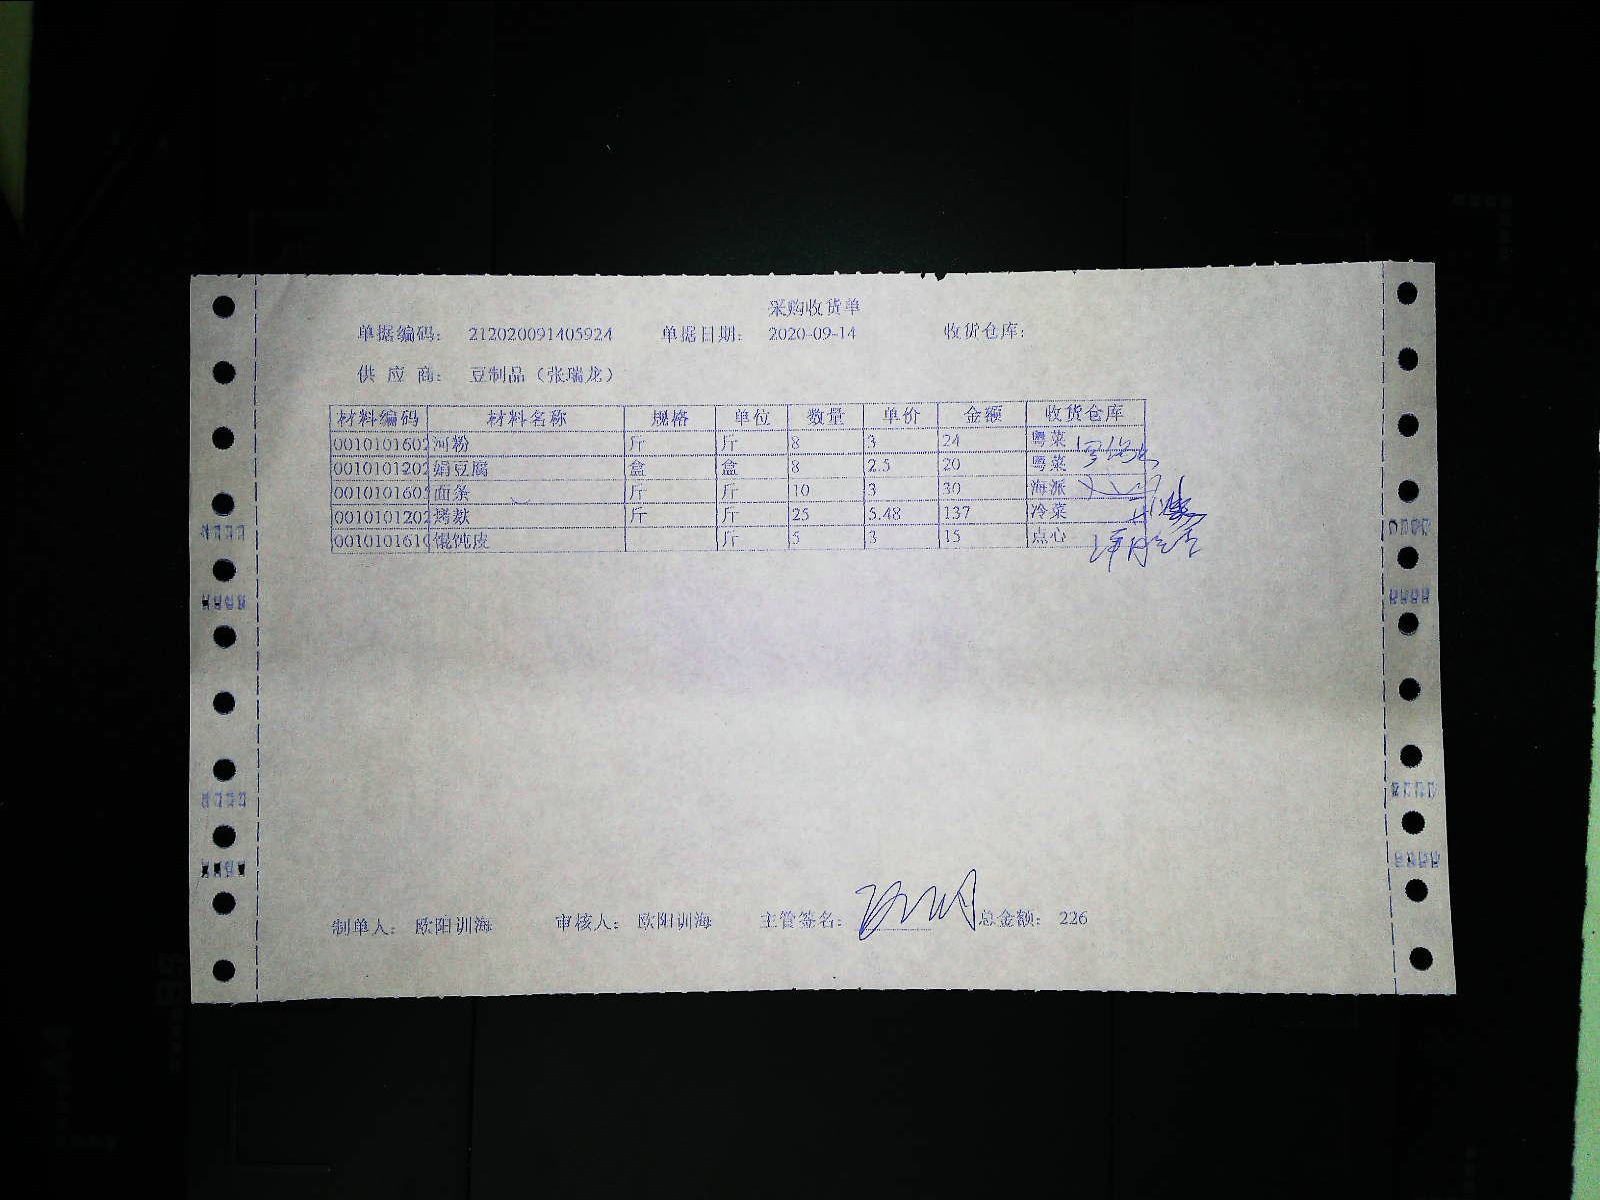 采购收货单
单据编码: 212020091405924 单据日期: 2020-09-14 收货仓库:
供 应 商: 豆制品（张瑞龙）
材料编码 材料名称 规格 单位 数量 单价 金额 收货仓库
0010101602 河粉 斤 斤 8 3 24 粤菜
0010101202 绢豆腐 盒 盒 8 2.5 20 粤菜
001010160 面条 斤 斤 10 3 30 海派
0010101202 烤麸 斤 斤 25 5.48 137 冷菜
001010161 馄饨皮 斤 5 3 15 点心
制单人: 欧阳训海 审核人: 欧阳训海 主管签名: 总金额: 226